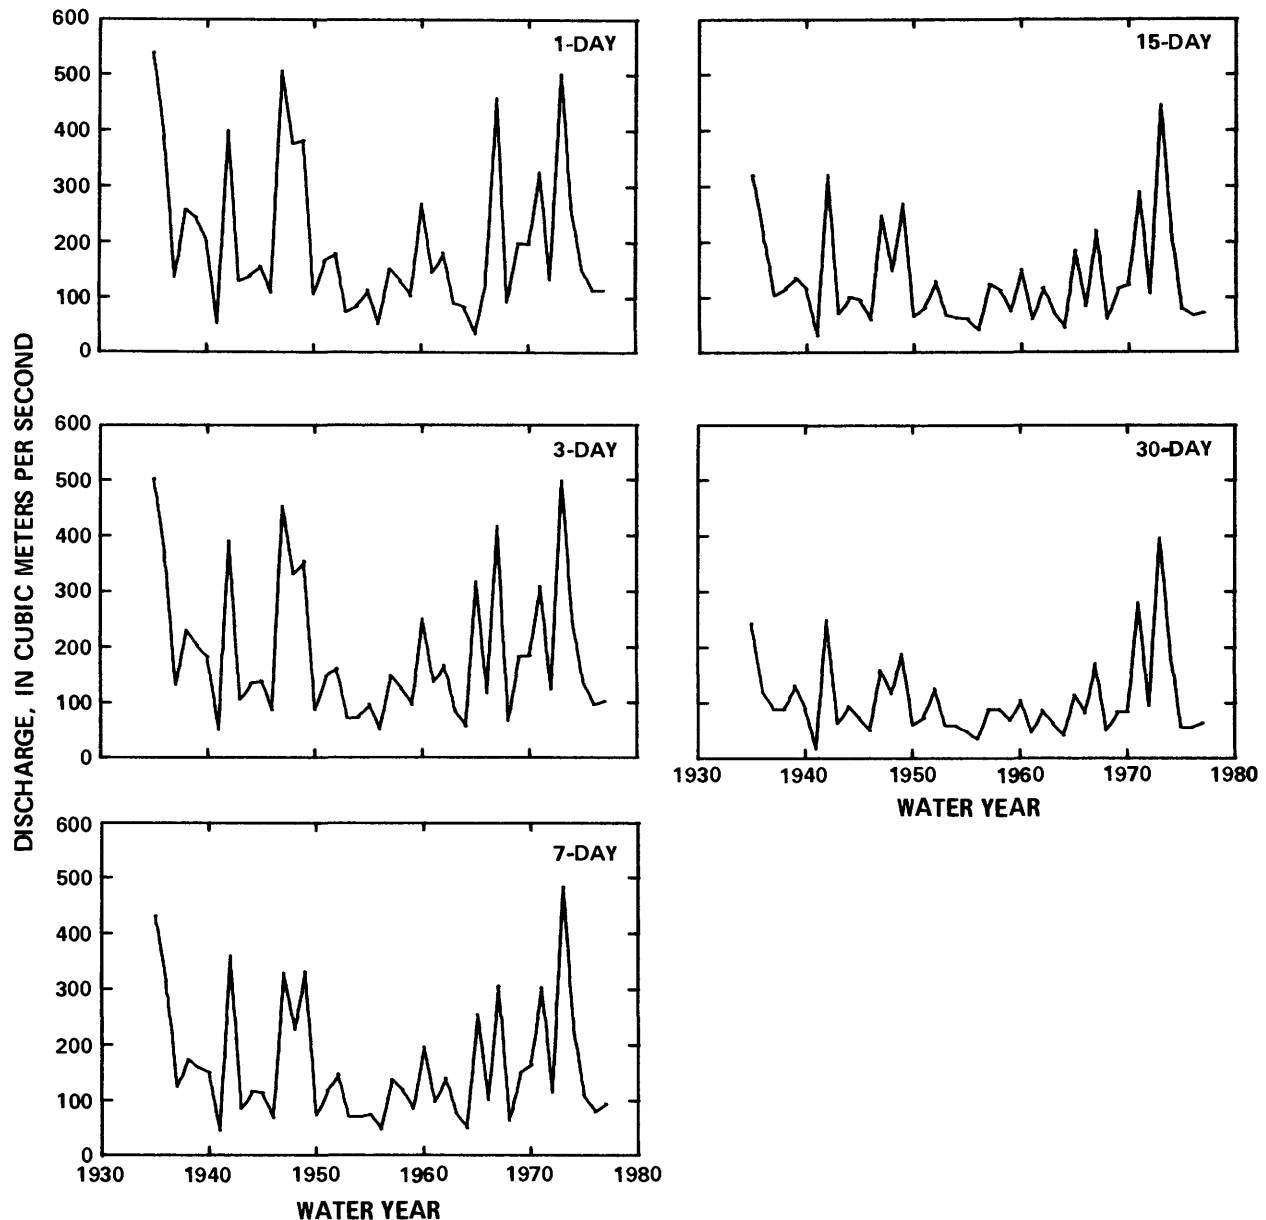 DISCHARGE, IN CUBIC METERS PER SECOND
600
500
400
300
200
100
0
1-DAY
15-DAY
600
500
400
300
200
100
0
3-DAY
30-DAY
1930 1940 1950 1960 1970 1980
WATER YEAR
600
500
400
300
200
100
0
7-DAY
1930 1940 1950 1960 1970 1980
WATER YEAR